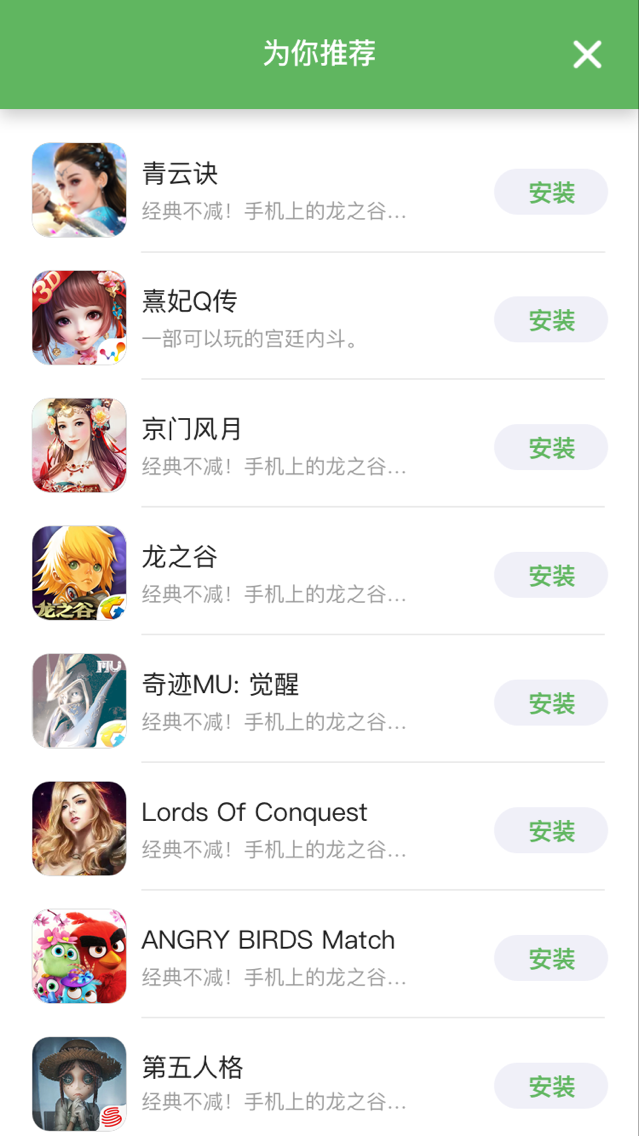 为你推荐
青云诀
经典不减！手机上的龙之谷...
安装
3D
熹妃Q传
一部可以玩的宫廷内斗。
安装
京门风月
经典不减！手机上的龙之谷...
安装
龙之谷
龙之谷
经典不减！手机上的龙之谷...
安装
MU
奇迹MU: 觉醒
经典不减！手机上的龙之谷...
安装
Lords Of Conquest
经典不减！手机上的龙之谷...
安装
ANGRY BIRDS Match
经典不减！手机上的龙之谷...
安装
第五人格
经典不减！手机上的龙之谷...
安装